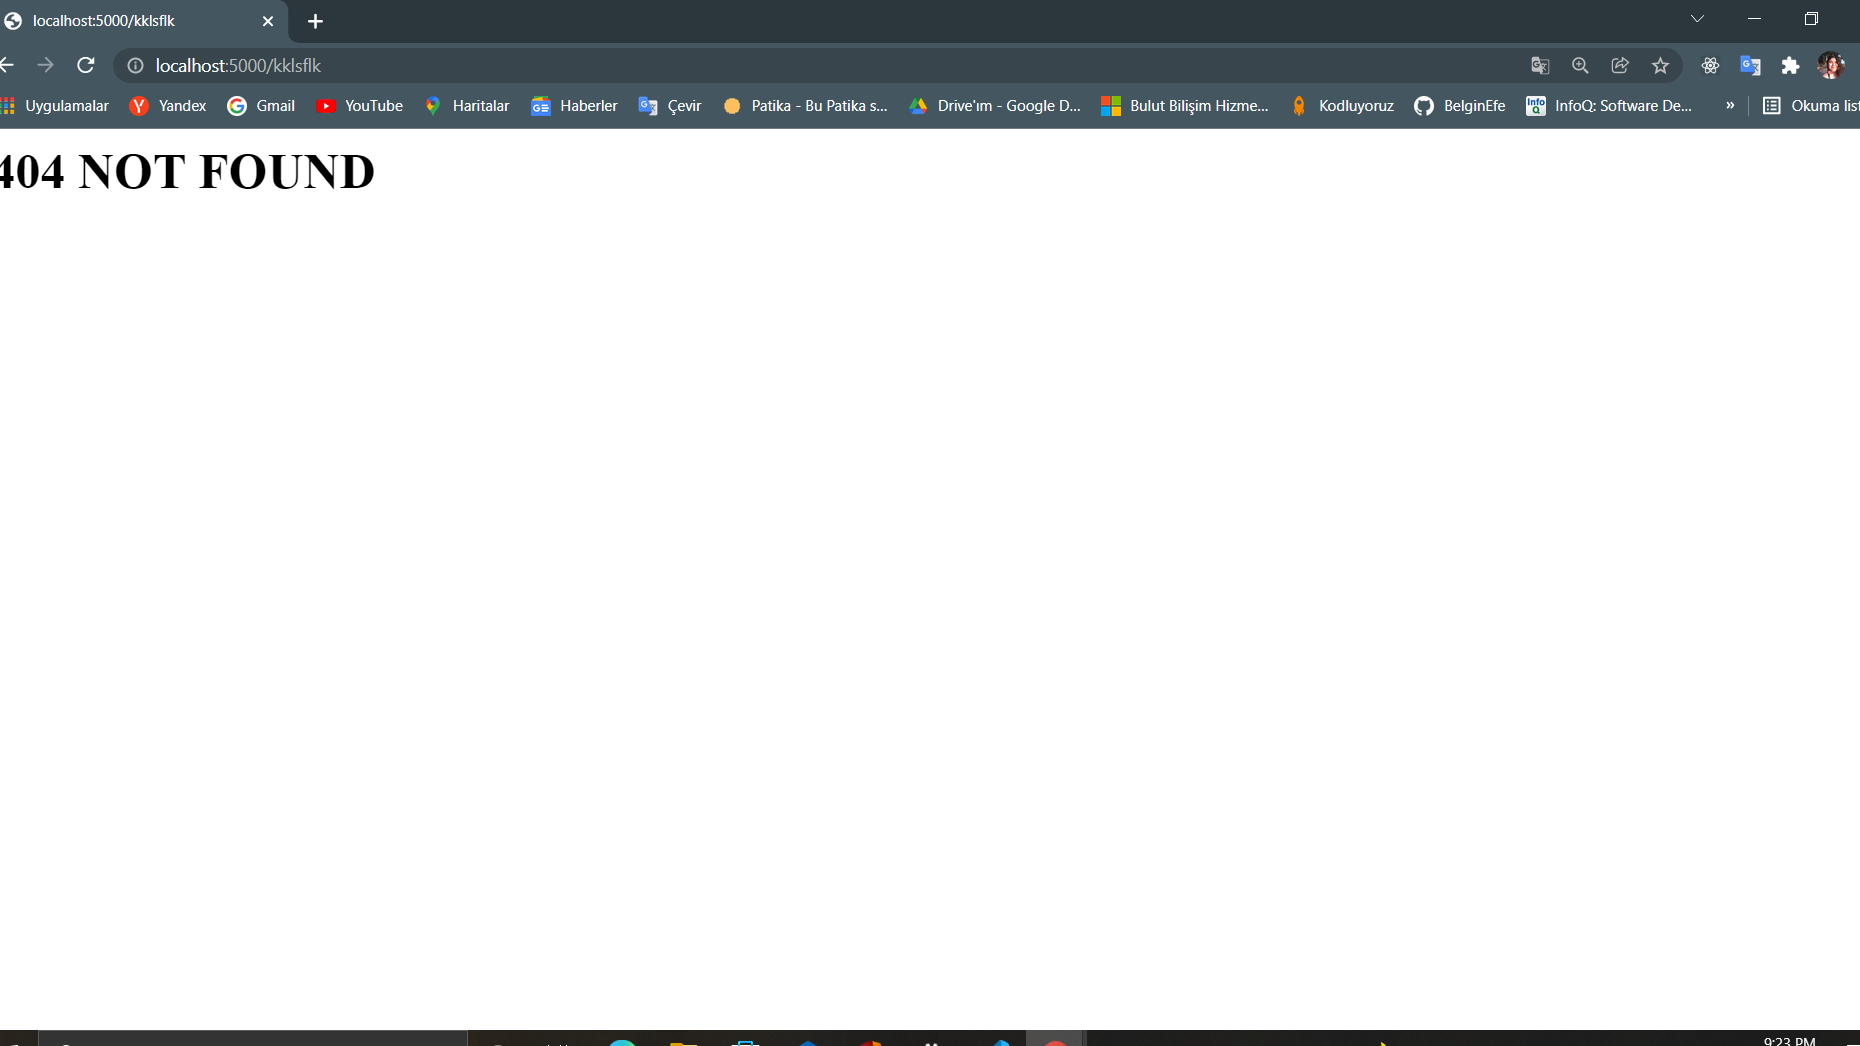 localhost:5000/kklsflk
localhost:5000/kklsflk
Uygulamalar Yandex Gmail YouTube Haritalar Haberler Çevir Patika - Bu Patika s... Drive'ım - Google D... Bulut Bilişim Hizme... Kodluyoruz BelginEfe InfoQ: Software De... » Okuma list
404 NOT FOUND
9:23 PM